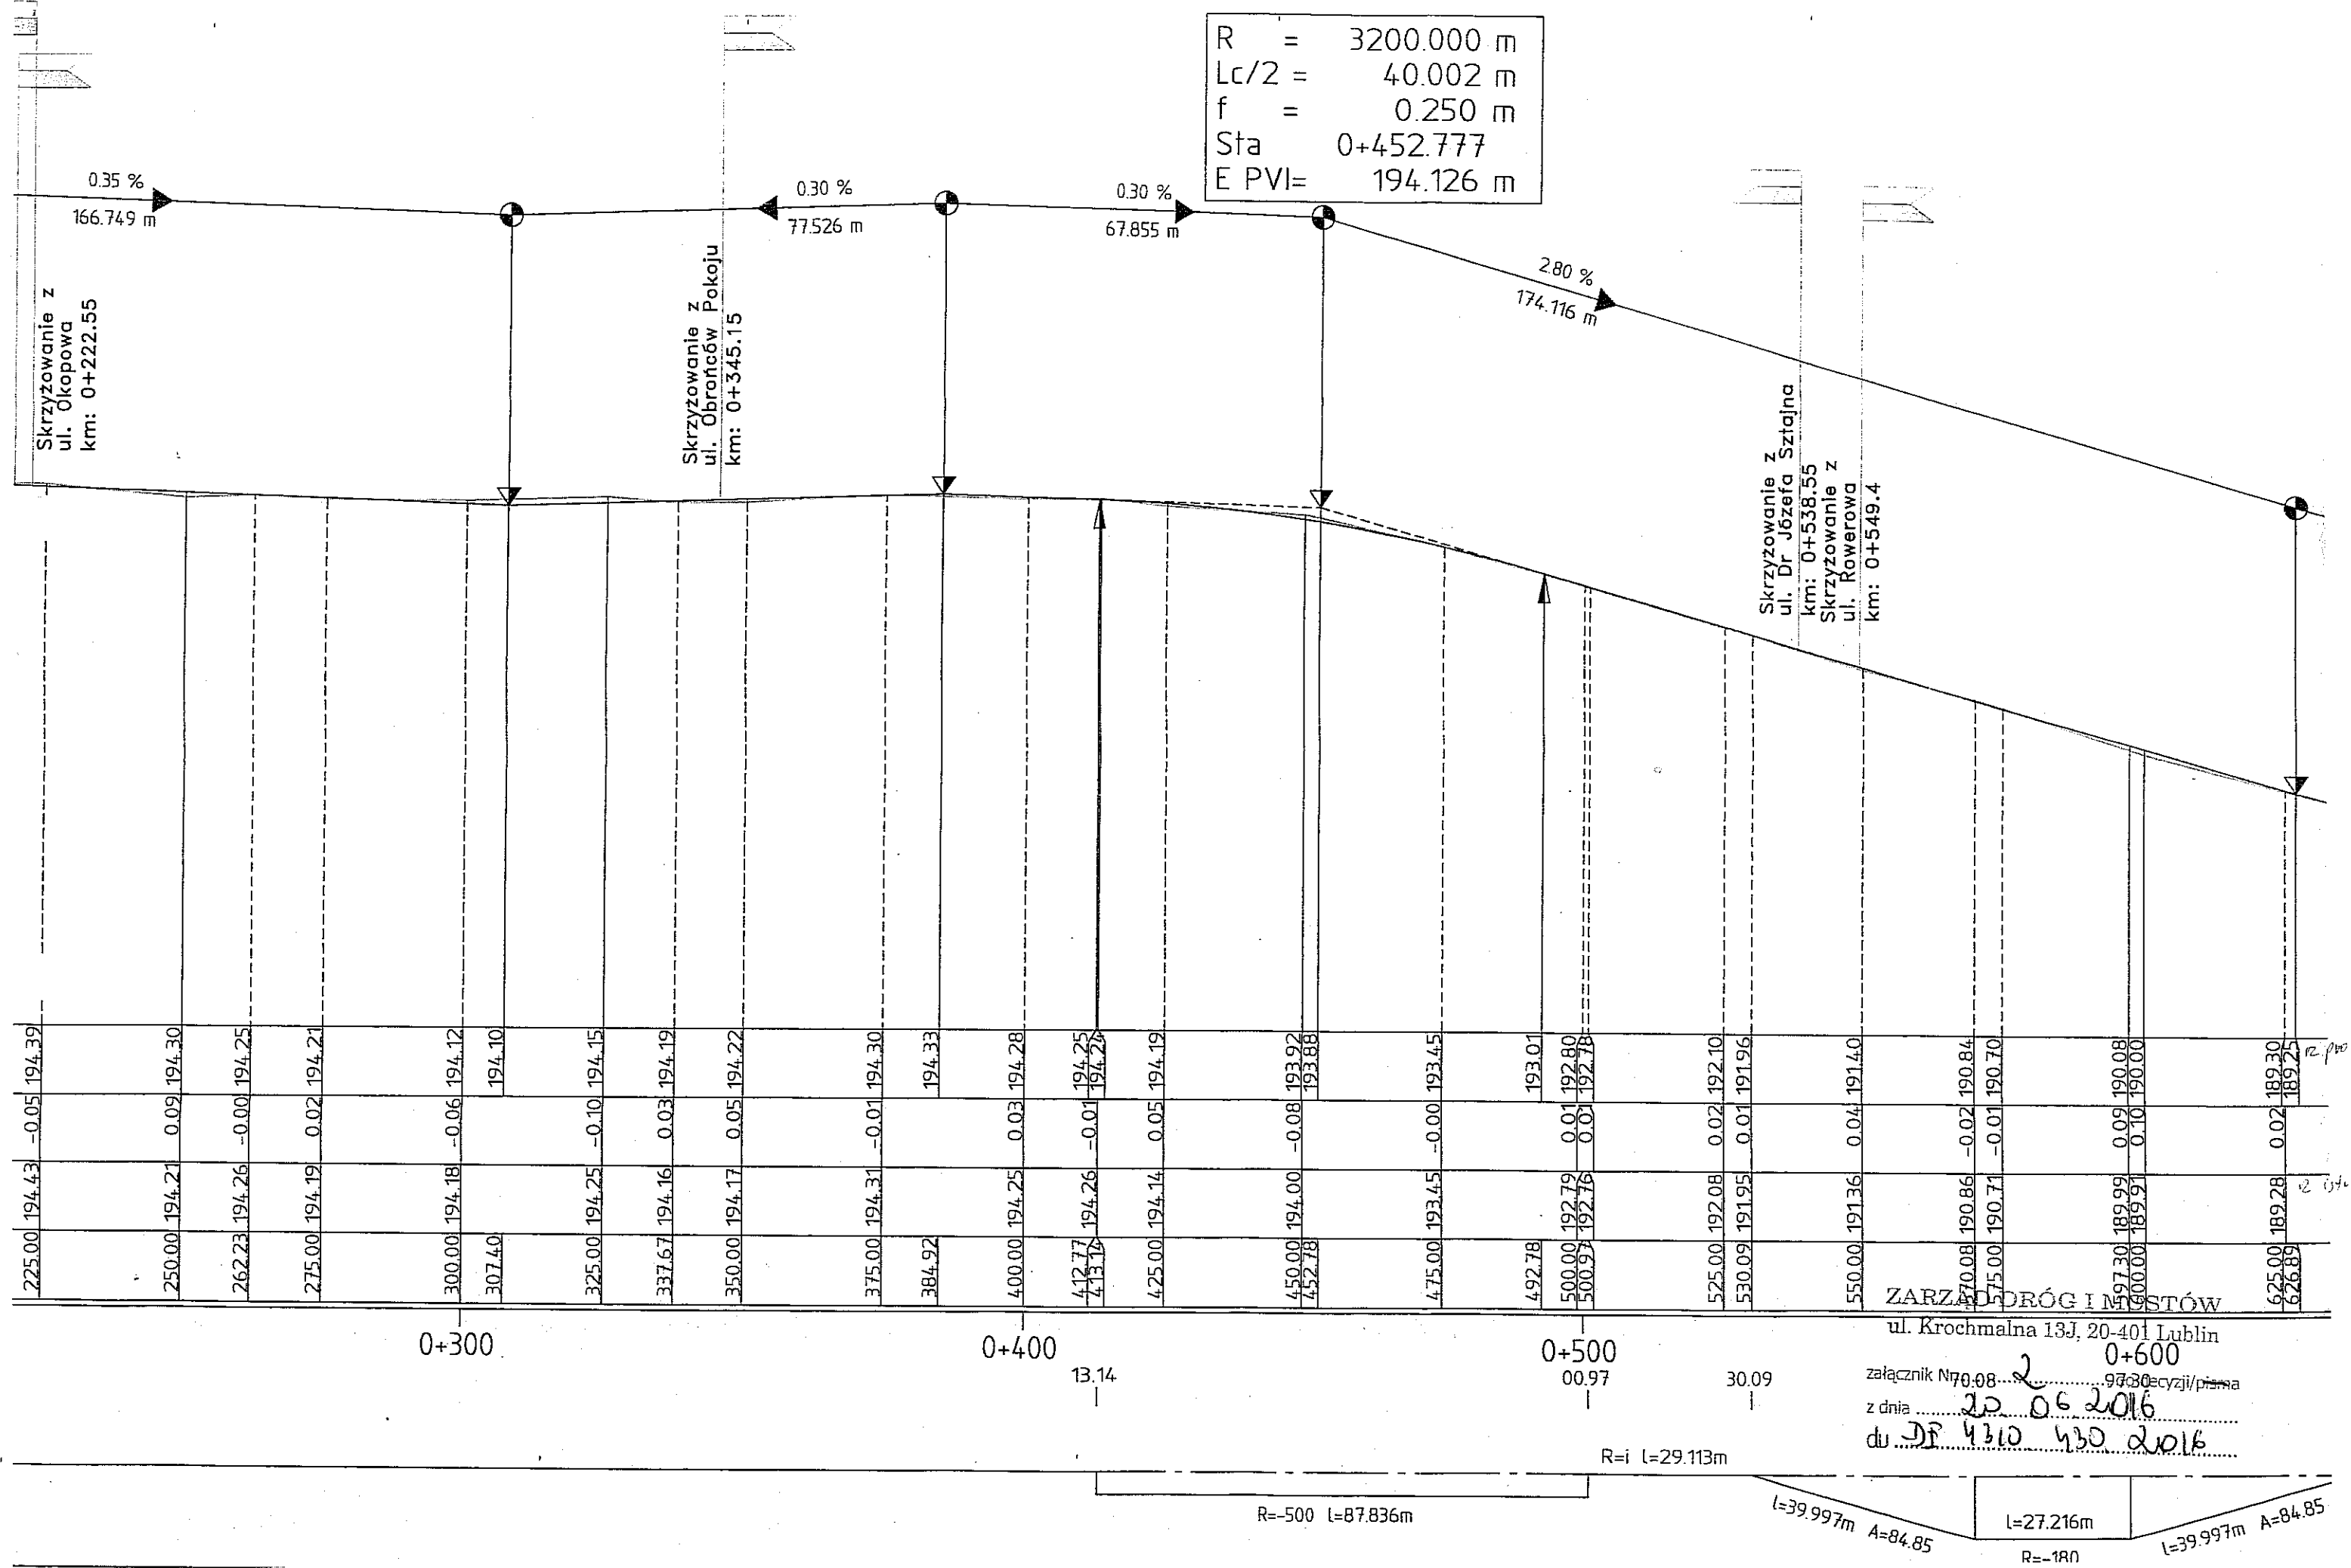 R = 3200.000 m
Lc/2 = 40.002 m
f = 0.250 m
Sta 0+452.777
E PVI= 194.126 m
0.35 %
166.749 m
0.30 %
77.526 m
0.30 %
67.855 m
2.80 %
174.116 m
Skrzyżowanie z
ul. Okopowa
km: 0+222.55
Skrzyżowanie z
ul. Obrońców Pokoju
km: 0+345.15
Skrzyżowanie z
ul. Dr Józefa Sztajna
km: 0+538.55
Skrzyżowanie z
ul. Rowerowa
km: 0+549.4
194.39 194.30 194.25 194.21 194.12 194.10 194.15 194.19 194.22 194.30 194.33 194.28 194.25 194.24 194.19 193.92 193.88 193.45 193.01 192.80 192.78 192.10 191.96 191.40 190.84 190.70 190.08 190.00 189.30 189.25
-0.05 0.09 -0.00 0.02 -0.06 -0.10 0.03 0.05 -0.01 0.03 -0.01 0.05 -0.08 -0.00 0.01 0.01 0.02 0.01 0.04 -0.02 -0.01 0.09 0.10 0.02
194.43 194.21 194.26 194.19 194.18 194.25 194.16 194.17 194.31 194.25 194.26 194.14 194.00 193.45 192.79 192.76 192.08 191.95 191.36 190.86 190.71 189.99 189.91 189.28
225.00 250.00 262.23 275.00 300.00 307.40 325.00 337.67 350.00 375.00 384.92 400.00 412.77 413.14 425.00 450.00 452.78 475.00 492.78 500.00 500.97 525.00 530.09 550.00 570.08 575.00 597.30 600.00 625.00 626.89
ZARZĄD DRÓG I MOSTÓW
ul. Krochmalna 13J, 20-401 Lublin
0+300 0+400 0+500 0+600
13.14 00.97 30.09 70.08 97.30
załącznik Nr 2 do decyzji/pisma
z dnia 20 06 2016
4310 430 2016
R=i l=29.113m
R=-500 l=87.836m
l=39.997m A=84.85
l=27.216m
R=-180
l=39.997m A=84.85